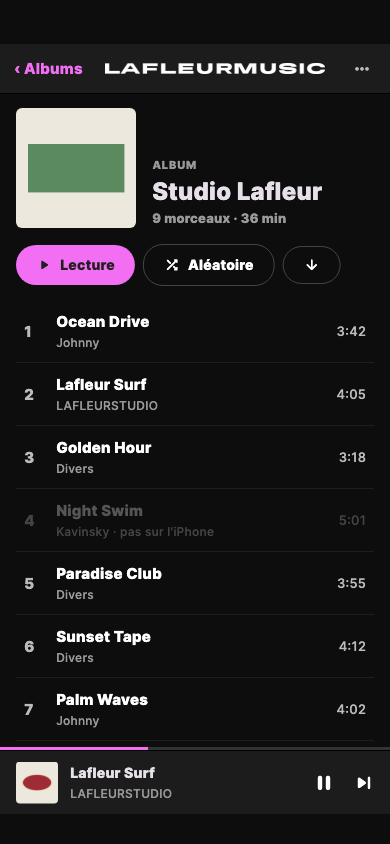 ‹ Albums LAFLEURMUSIC
ALBUM
Studio Lafleur
9 morceaux · 36 min
Lecture Aléatoire
1 Ocean Drive 3:42
Johnny
2 Lafleur Surf 4:05
LAFLEURSTUDIO
3 Golden Hour 3:18
Divers
4 Night Swim 5:01
Kavinsky · pas sur l'iPhone
5 Paradise Club 3:55
Divers
6 Sunset Tape 4:12
Divers
7 Palm Waves 4:02
Johnny
Lafleur Surf
LAFLEURSTUDIO